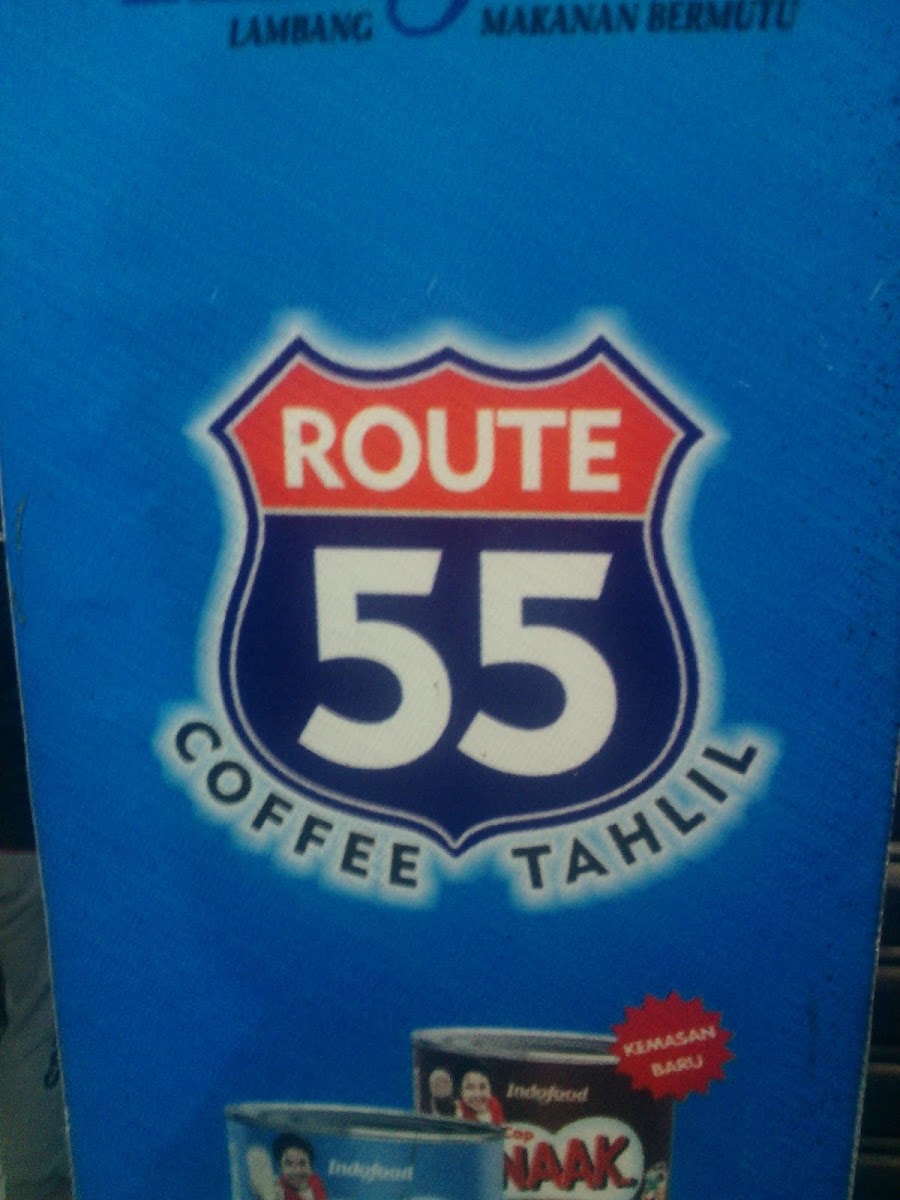 LAMBANG MAKANAN BERMUTU
ROUTE
55
COFFEE TAHLIL
KEMASAN
BARU
Indofood
Cap
NAAK
Indofood